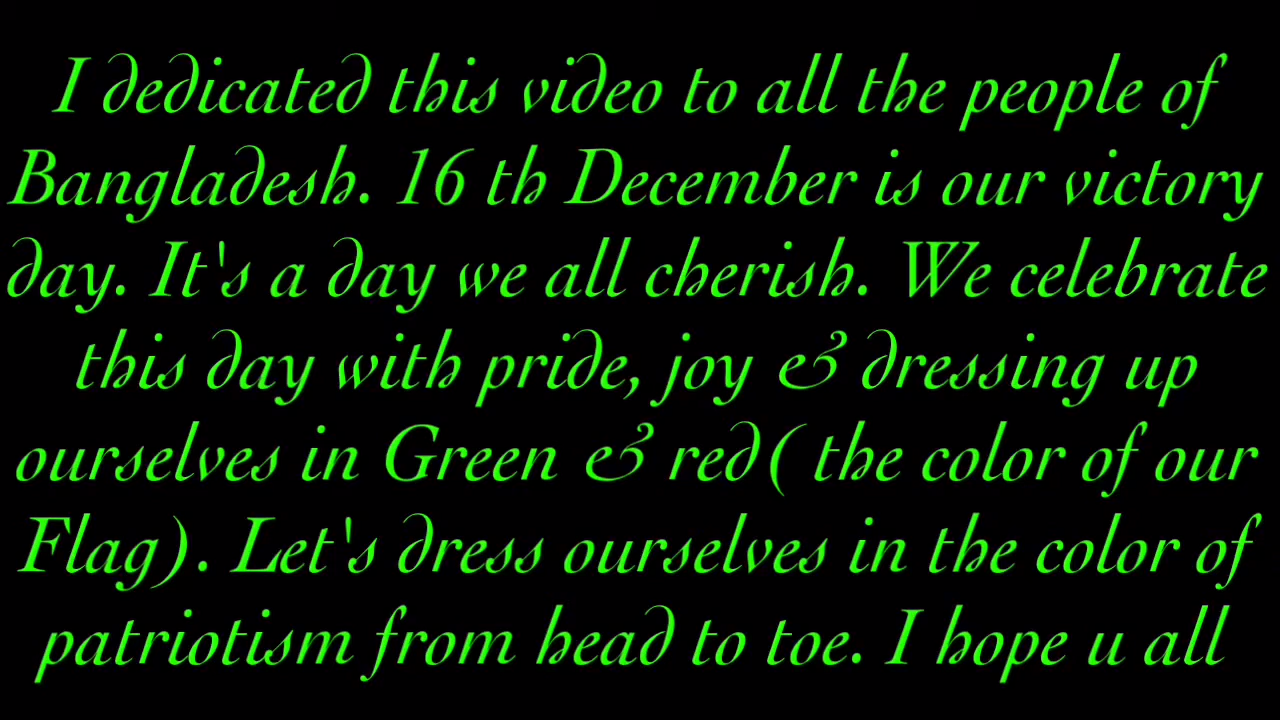 I dedicated this video to all the people of
Bangladesh. 16 th December is our victory
day. It's a day we all cherish. We celebrate
this day with pride, joy & dressing up
ourselves in Green & red( the color of our
Flag). Let's dress ourselves in the color of
patriotism from head to toe. I hope u all